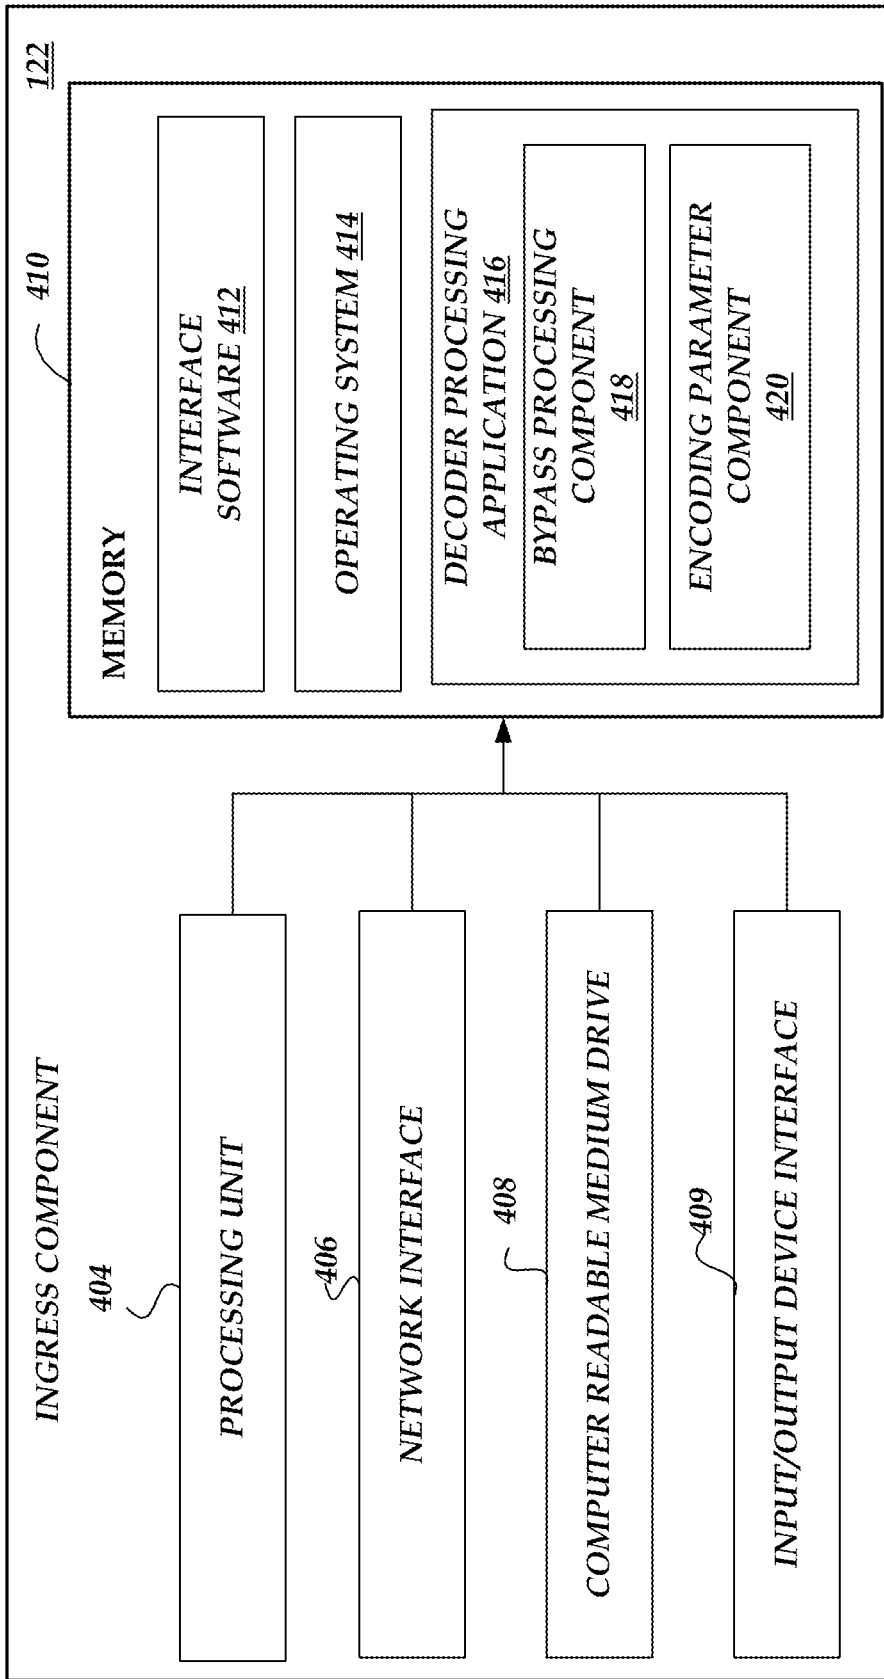 INGRESS COMPONENT
122
404
PROCESSING UNIT
406
NETWORK INTERFACE
408
COMPUTER READABLE MEDIUM DRIVE
409
INPUT/OUTPUT DEVICE INTERFACE
410
MEMORY
INTERFACE
SOFTWARE 412
OPERATING SYSTEM 414
DECODER PROCESSING
APPLICATION 416
BYPASS PROCESSING
COMPONENT
418
ENCODING PARAMETER
COMPONENT
420